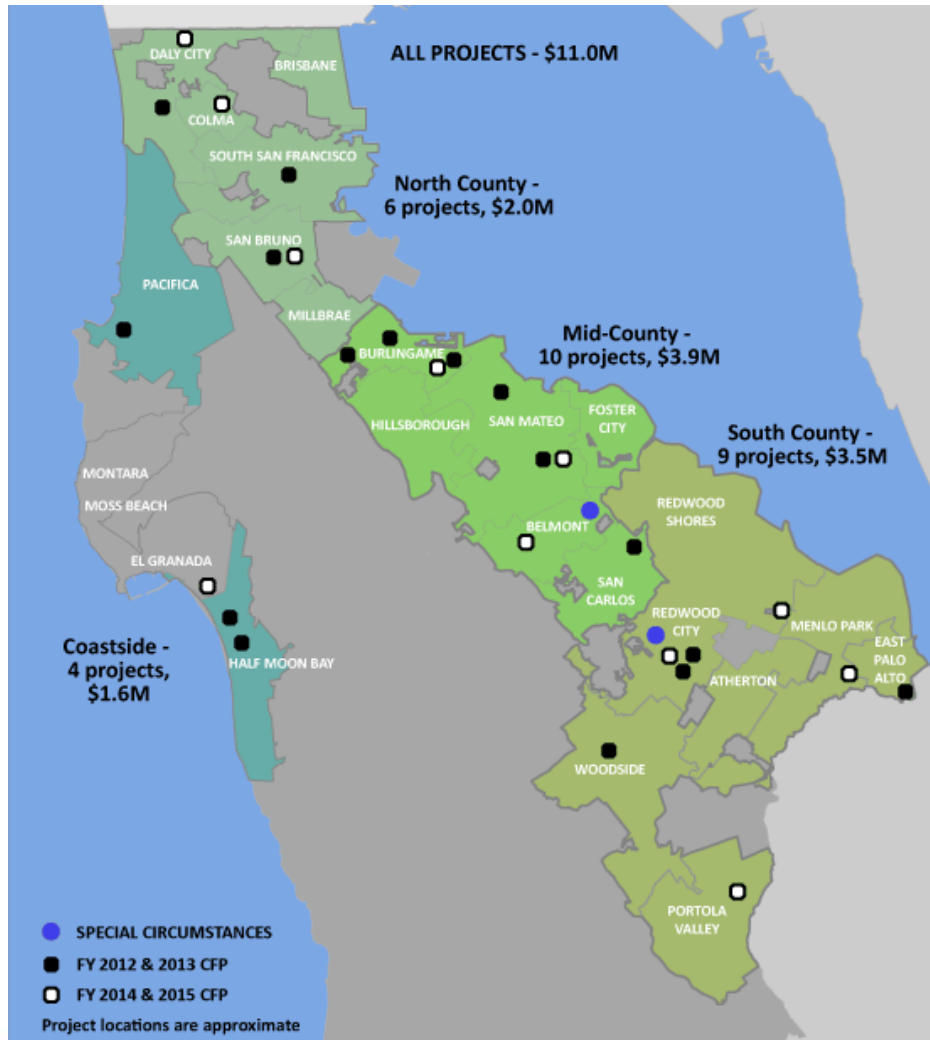 DALY CITY
BRISBANE
ALL PROJECTS - $11.0M
COLMA
SOUTH SAN FRANCISCO
North County -
6 projects, $2.0M
SAN BRUNO
PACIFICA
MILLBRAE
Mid-County -
10 projects, $3.9M
BURLINGAME
HILLSBOROUGH
SAN MATEO
FOSTER
CITY
South County -
9 projects, $3.5M
MONTARA
MOSS BEACH
REDWOOD
SHORES
BELMONT
EL GRANADA
SAN
CARLOS
REDWOOD
CITY
MENLO PARK
EAST
PALO
ALTO
Coastside -
4 projects,
$1.6M
HALF MOON BAY
ATHERTON
WOODSIDE
PORTOLA
VALLEY
SPECIAL CIRCUMSTANCES
FY 2012 & 2013 CFP
FY 2014 & 2015 CFP
Project locations are approximate